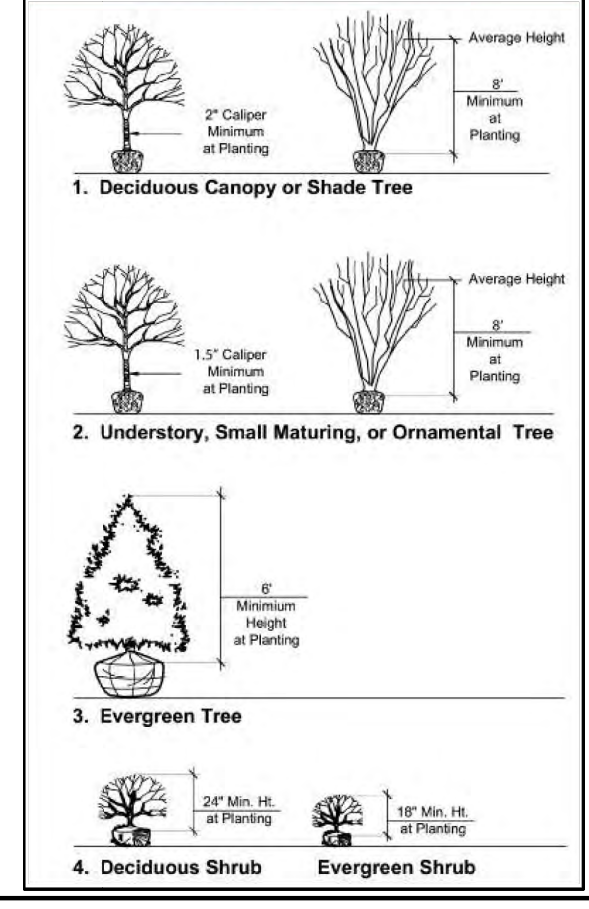 2" Caliper
Minimum
at Planting
Average Height
8'
Minimum
at
Planting
1. Deciduous Canopy or Shade Tree
1.5" Caliper
Minimum
at Planting
Average Height
8'
Minimum
at
Planting
2. Understory, Small Maturing, or Ornamental Tree
6'
Minimium
Height
at Planting
3. Evergreen Tree
24" Min. Ht.
at Planting
18" Min. Ht.
at Planting
4. Deciduous Shrub
Evergreen Shrub